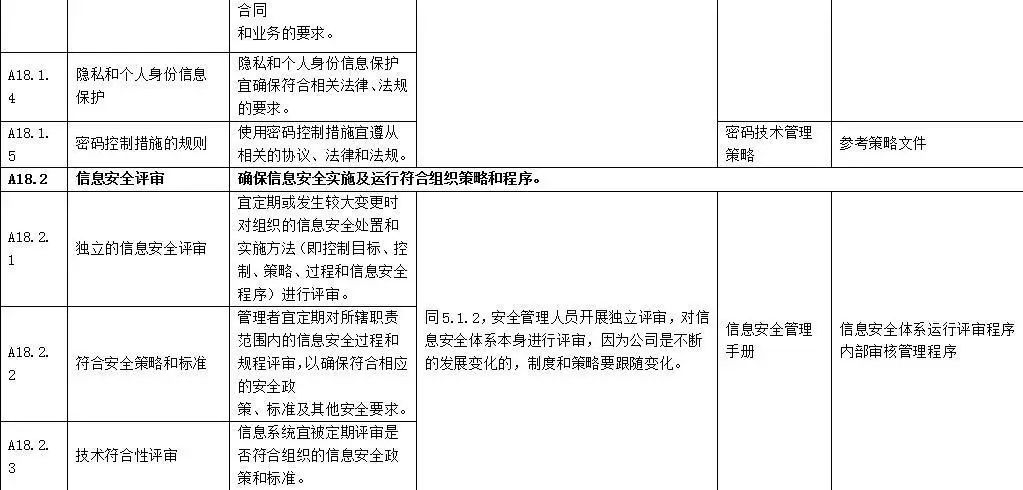 合同
和业务的要求。
A18.1.
4
隐私和个人身份信息
保护
隐私和个人身份信息保护
宜确保符合相关法律、法规
的要求。
A18.1.
5
密码控制措施的规则
使用密码控制措施宜遵从
相关的协议、法律和法规。
密码技术管理
策略
参考策略文件
A18.2
信息安全评审
确保信息安全实施及运行符合组织策略和程序。
A18.2.
1
独立的信息安全评审
宜定期或发生较大变更时
对组织的信息安全处置和
实施方法（即控制目标、控
制、策略、过程和信息安全
程序）进行评审。
A18.2.
2
符合安全策略和标准
管理者宜定期对所辖职责
范围内的信息安全过程和
规程评审,以确保符合相应
的安全政
策、标准及其他安全要求。
A18.2.
3
技术符合性评审
信息系统宜被定期评审是
否符合组织的信息安全政
策和标准。
同5.1.2，安全管理人员开展独立评审，对信
息安全体系本身进行评审，因为公司是不断
的发展变化的，制度和策略要跟随变化。
信息安全管理
手册
信息安全体系运行评审程序
内部审核管理程序